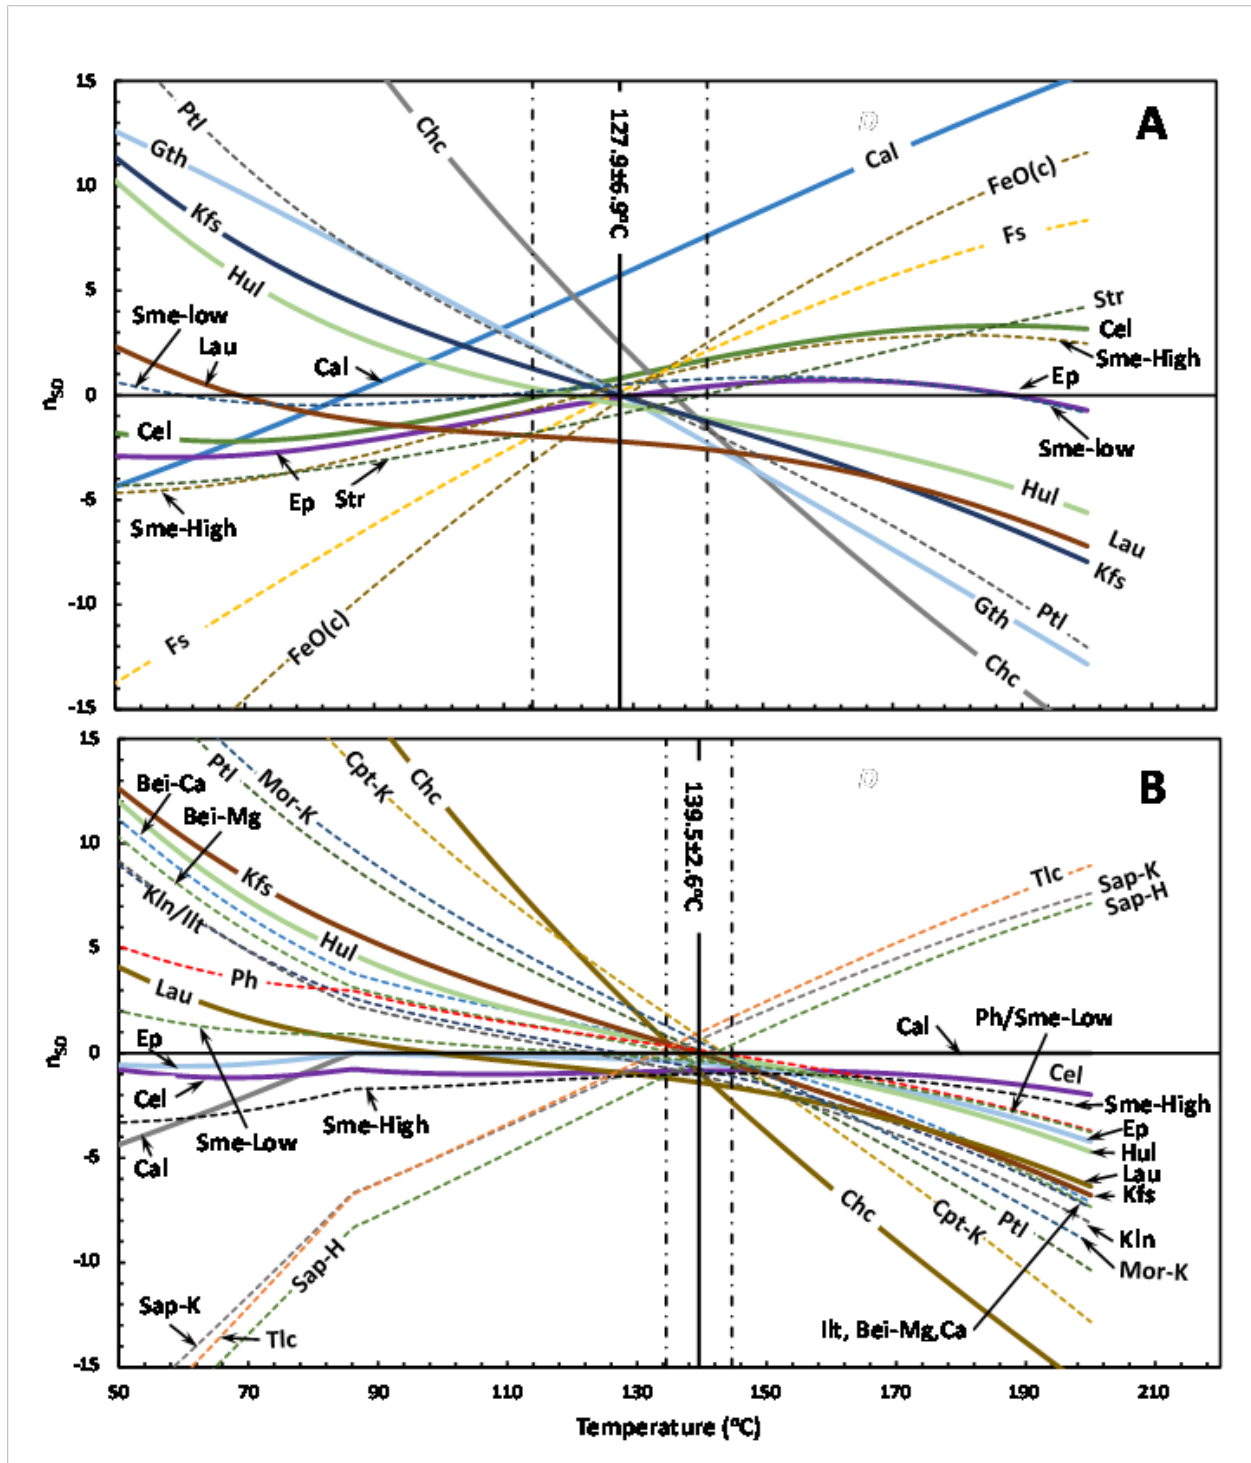 A
15
10
5
0
-5
-10
-15
nSD
127.9±6.9ºC
Ptl
Gth
Kfs
Hul
Sme-low
Lau
Chc
Cal
Cal
FeO(c)
Fs
Str
Cel
Sme-High
Ep
Sme-low
Cel
Ep
Str
Sme-High
Fs
FeO(c)
Hul
Lau
Kfs
Gth
Ptl
Chc
B
15
10
5
0
-5
-10
-15
nSD
139.5±2.6ºC
Ptl
Mor-K
Cpt-K
Chc
Bei-Ca
Bei-Mg
Kfs
Kln/Ilt
Hul
Ph
Lau
Ep
Cel
Cal
Sme-Low
Sme-High
Sap-K
Tlc
Sap-H
Tlc
Sap-K
Sap-H
Ph/Sme-Low
Cal
Cel
Sme-High
Ep
Hul
Lau
Kfs
Kln
Mor-K
Ptl
Cpt-K
Chc
Ilt, Bei-Mg,Ca
50 70 90 110 130 150 170 190 210
Temperature (ºC)